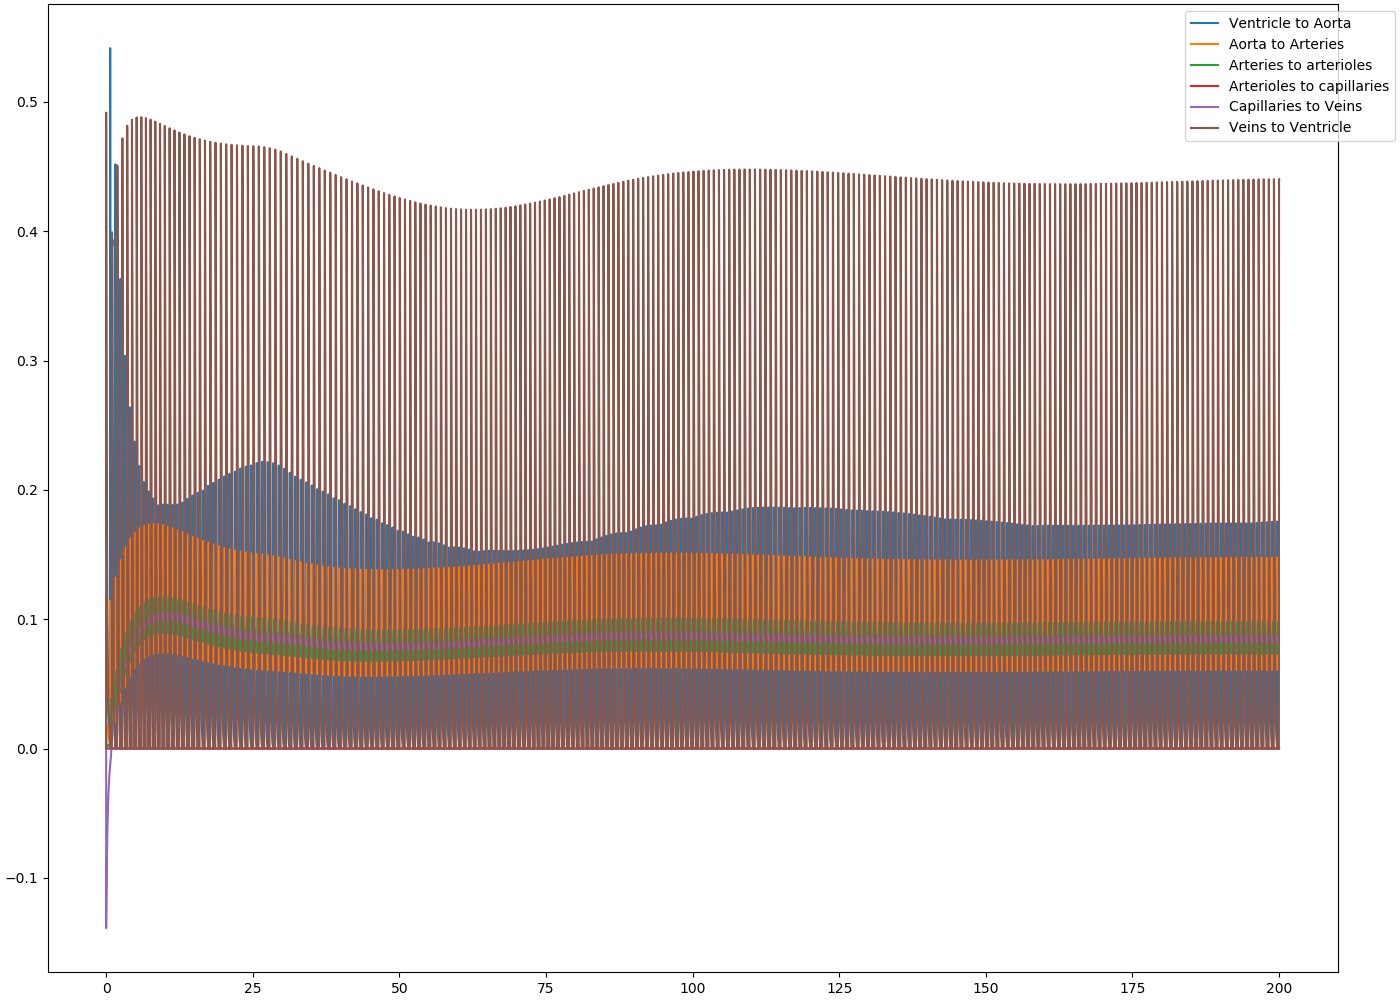 Ventricle to Aorta
Aorta to Arteries
Arteries to arterioles
Arterioles to capillaries
Capillaries to Veins
Veins to Ventricle
0.5
0.4
0.3
0.2
0.1
0.0
−0.1
0 25 50 75 100 125 150 175 200